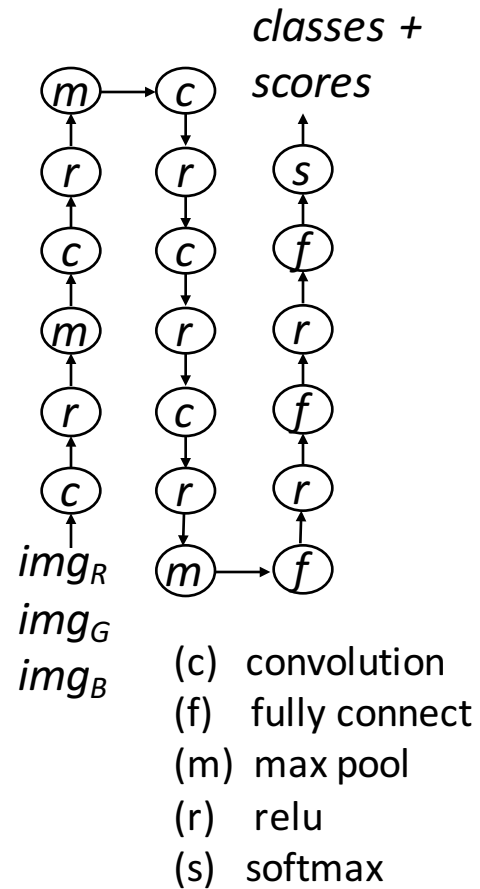 classes +
scores
m
r
c
m
r
c
img_R
img_G
img_B
c
r
c
r
c
r
m
s
f
r
f
r
f
(c) convolution
(f) fully connect
(m) max pool
(r) relu
(s) softmax